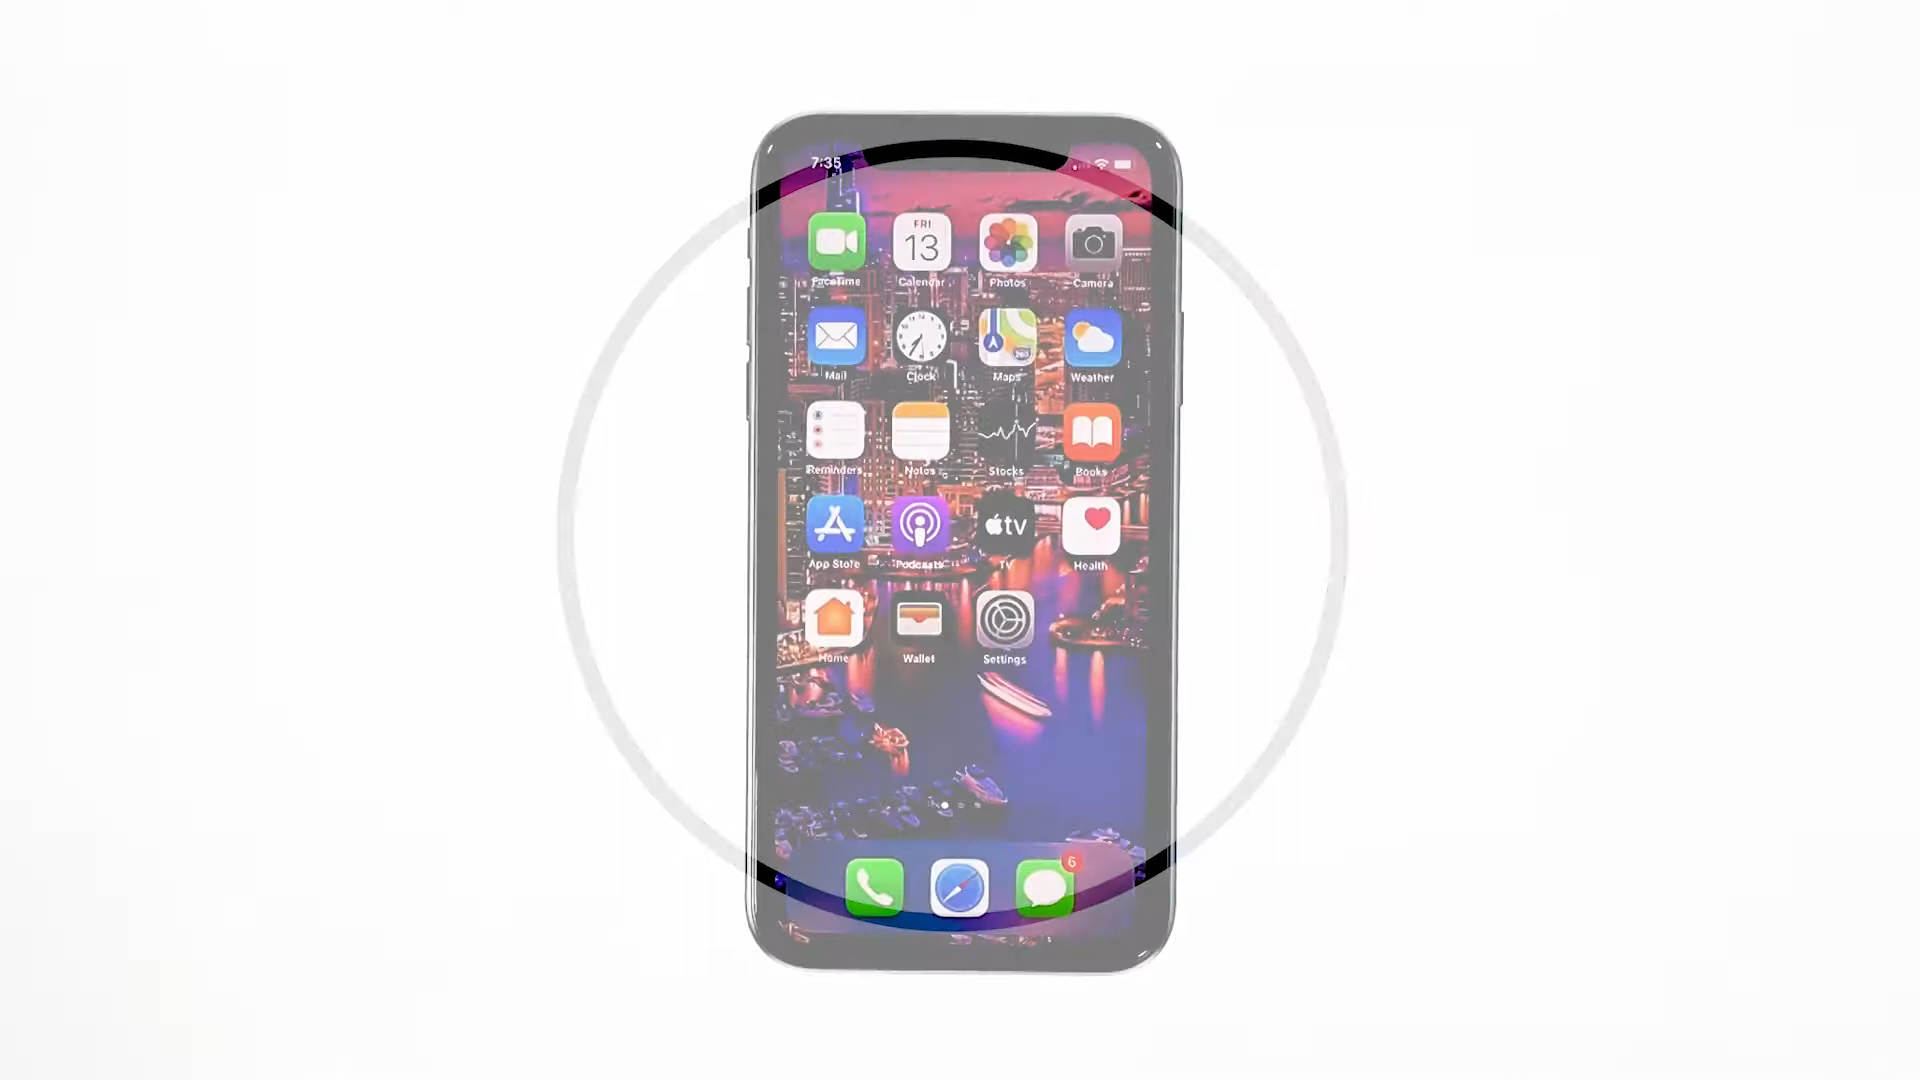 7:35
FRI
13
FaceTime Calendar Photos Camera
280
Mail Clock Maps Weather
Reminders Notes Stocks Books
tv
App Store Podcasts TV Health
Home Wallet Settings
6